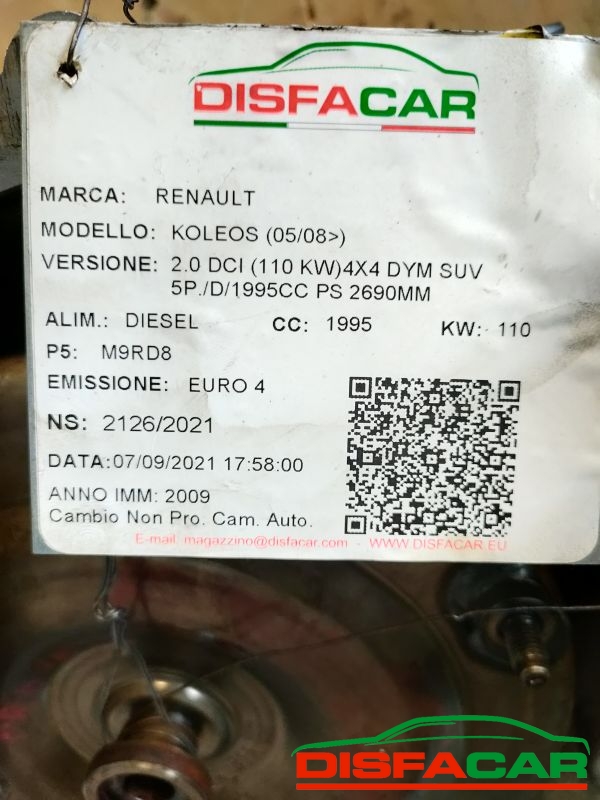 DISFACAR
MARCA: RENAULT
MODELLO: KOLEOS (05/08>)
VERSIONE: 2.0 DCI (110 KW)4X4 DYM SUV
5P./D/1995CC PS 2690MM
ALIM.: DIESEL CC: 1995 KW: 110
P5: M9RD8
EMISSIONE: EURO 4
NS: 2126/2021
DATA:07/09/2021 17:58:00
ANNO IMM: 2009
Cambio Non Pro. Cam. Auto.
E-mail: magazzino@disfacar.com - WWW.DISFACAR.EU
DISFACAR